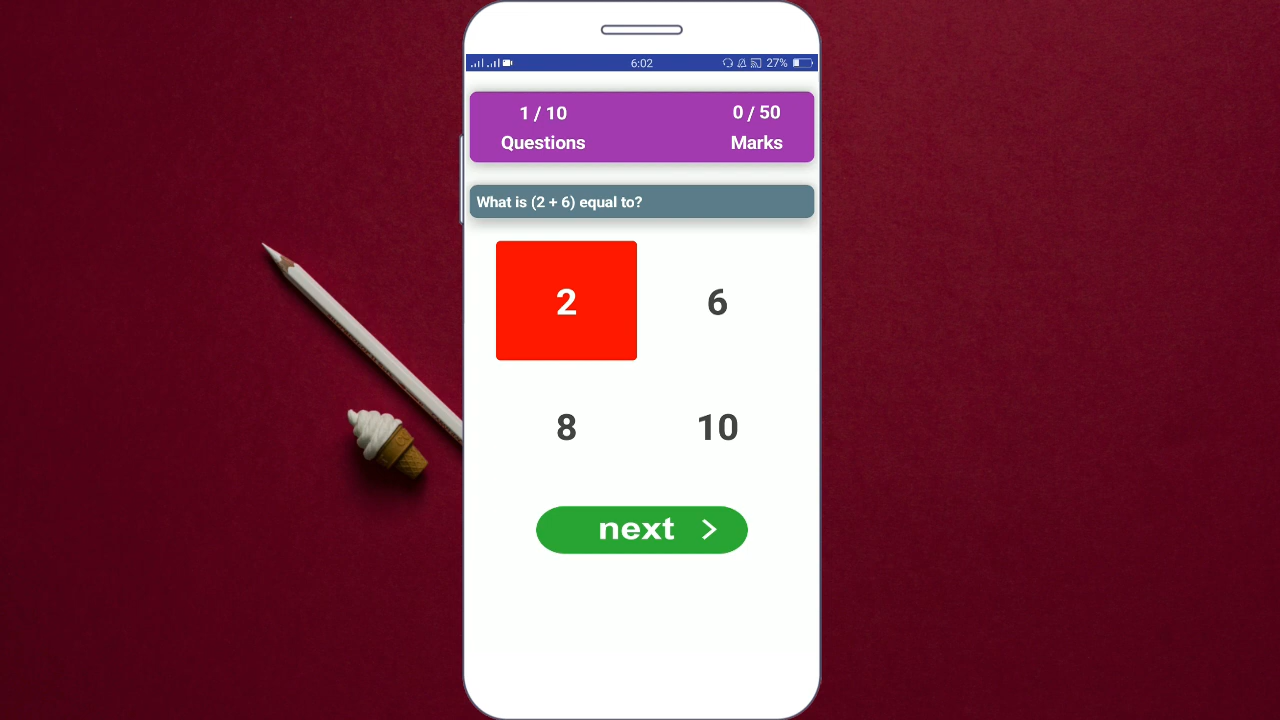 6:02 27%
1 / 10 0 / 50
Questions Marks
What is (2 + 6) equal to?
2 6
8 10
next >